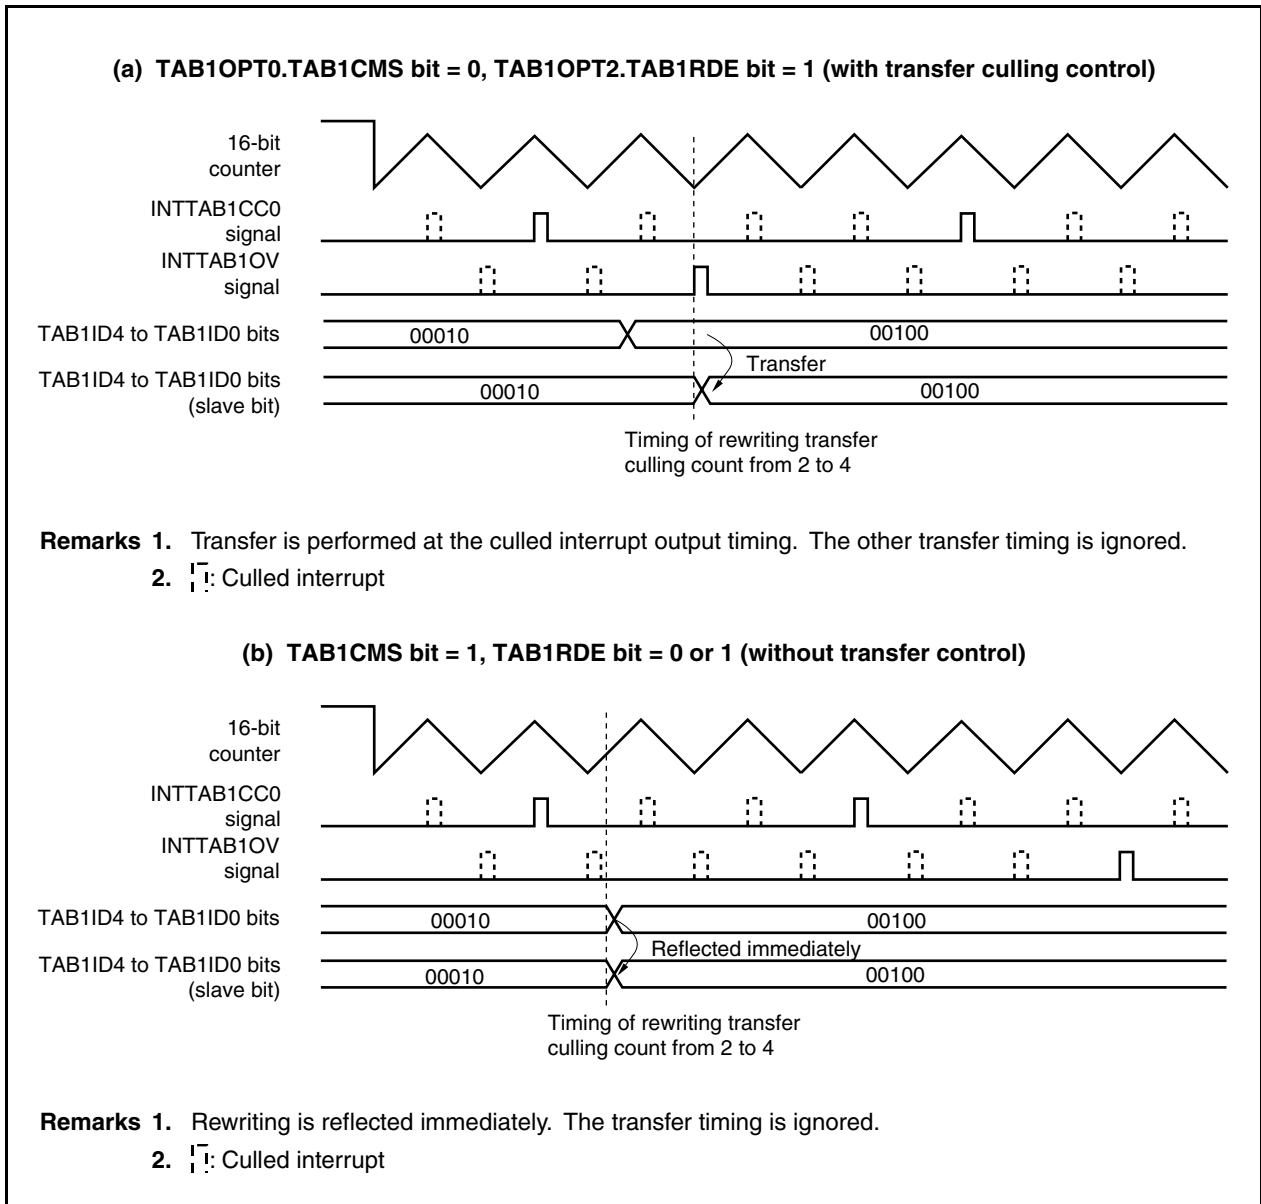 (a) TAB1OPT0.TAB1CMS bit = 0, TAB1OPT2.TAB1RDE bit = 1 (with transfer culling control)
16-bit
counter
INTTAB1CC0
signal
INTTAB1OV
signal
TAB1ID4 to TAB1ID0 bits
00010
00100
Transfer
TAB1ID4 to TAB1ID0 bits
(slave bit)
00010
00100
Timing of rewriting transfer
culling count from 2 to 4
Remarks 1. Transfer is performed at the culled interrupt output timing. The other transfer timing is ignored.
2. : Culled interrupt
(b) TAB1CMS bit = 1, TAB1RDE bit = 0 or 1 (without transfer control)
16-bit
counter
INTTAB1CC0
signal
INTTAB1OV
signal
TAB1ID4 to TAB1ID0 bits
00010
00100
Reflected immediately
TAB1ID4 to TAB1ID0 bits
(slave bit)
00010
00100
Timing of rewriting transfer
culling count from 2 to 4
Remarks 1. Rewriting is reflected immediately. The transfer timing is ignored.
2. : Culled interrupt